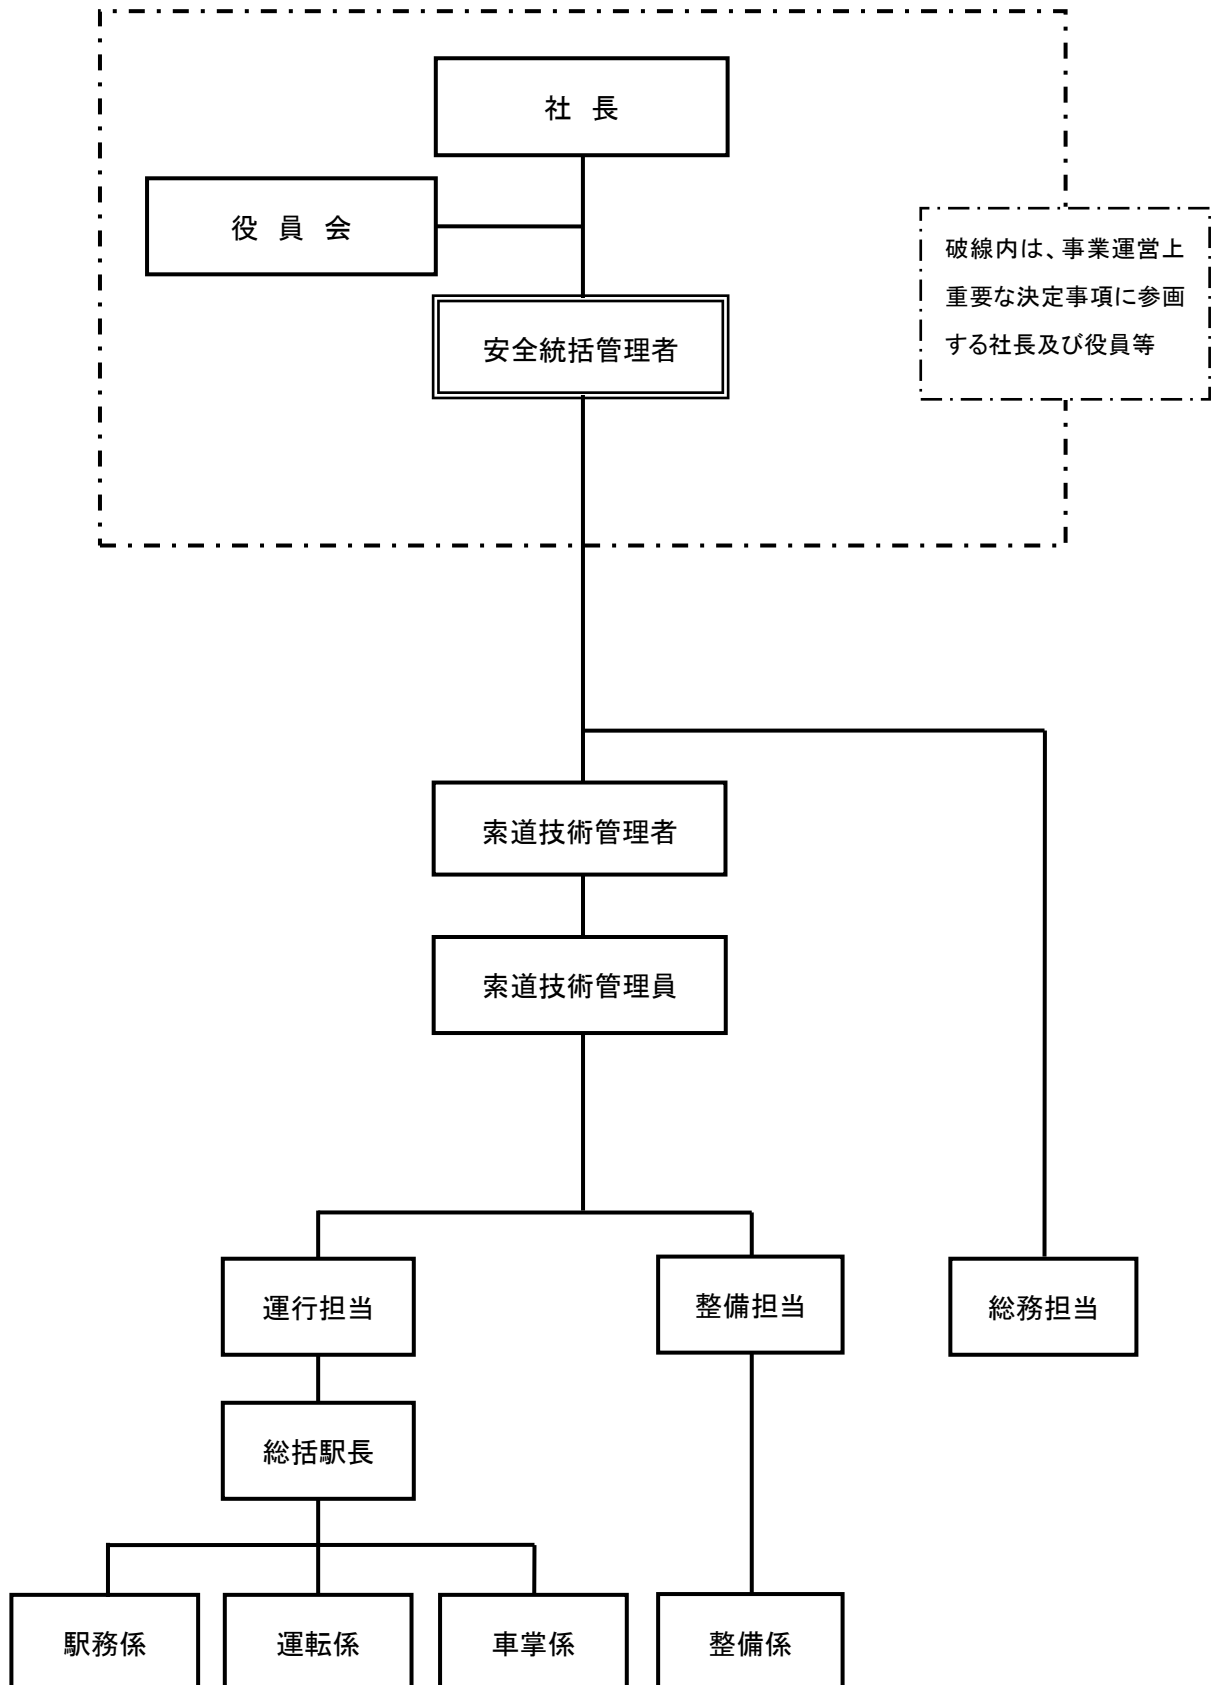 社 長
役 員 会
破線内は、事業運営上
重要な決定事項に参画
する社長及び役員等
安全統括管理者
索道技術管理者
索道技術管理員
運行担当
整備担当
総務担当
総括駅長
駅務係
運転係
車掌係
整備係